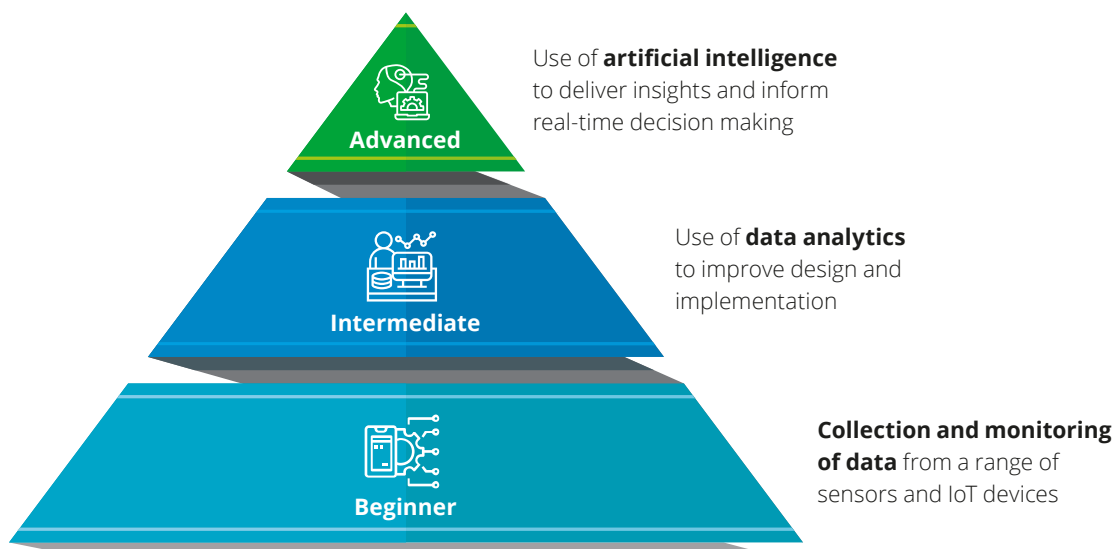 Use of artificial intelligence
to deliver insights and inform
real-time decision making
Advanced
Use of data analytics
to improve design and
implementation
Intermediate
Collection and monitoring
of data from a range of
sensors and IoT devices
Beginner